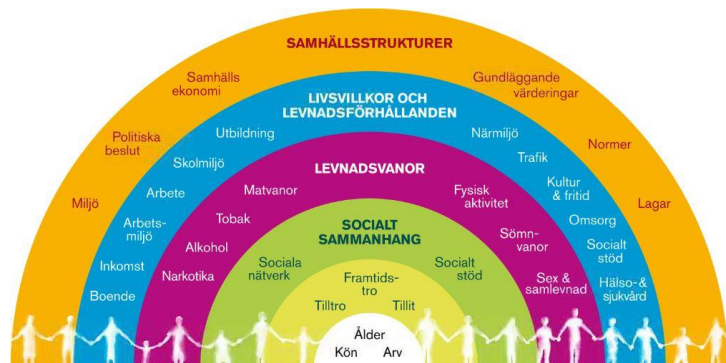 SAMHÄLLSSTRUKTURER
Samhälls
ekonomi
Politiska
beslut
Miljö
Gundläggande
värderingar
Normer
Lagar
LIVSVILLKOR OCH
LEVNADSFÖRHÅLLANDEN
Utbildning
Skolmiljö
Arbete
Arbets-
miljö
Inkomst
Boende
Närmiljö
Trafik
Kultur
& fritid
Omsorg
Socialt
stöd
Hälso- &
sjukvård
LEVNADSVANOR
Matvanor
Tobak
Alkohol
Narkotika
Fysisk
aktivitet
Sömn-
vanor
Sex &
samlevnad
SOCIALT
SAMMANHANG
Sociala
nätverk
Socialt
stöd
Framtids-
tro
Tilltro
Tillit
Ålder
Kön
Arv